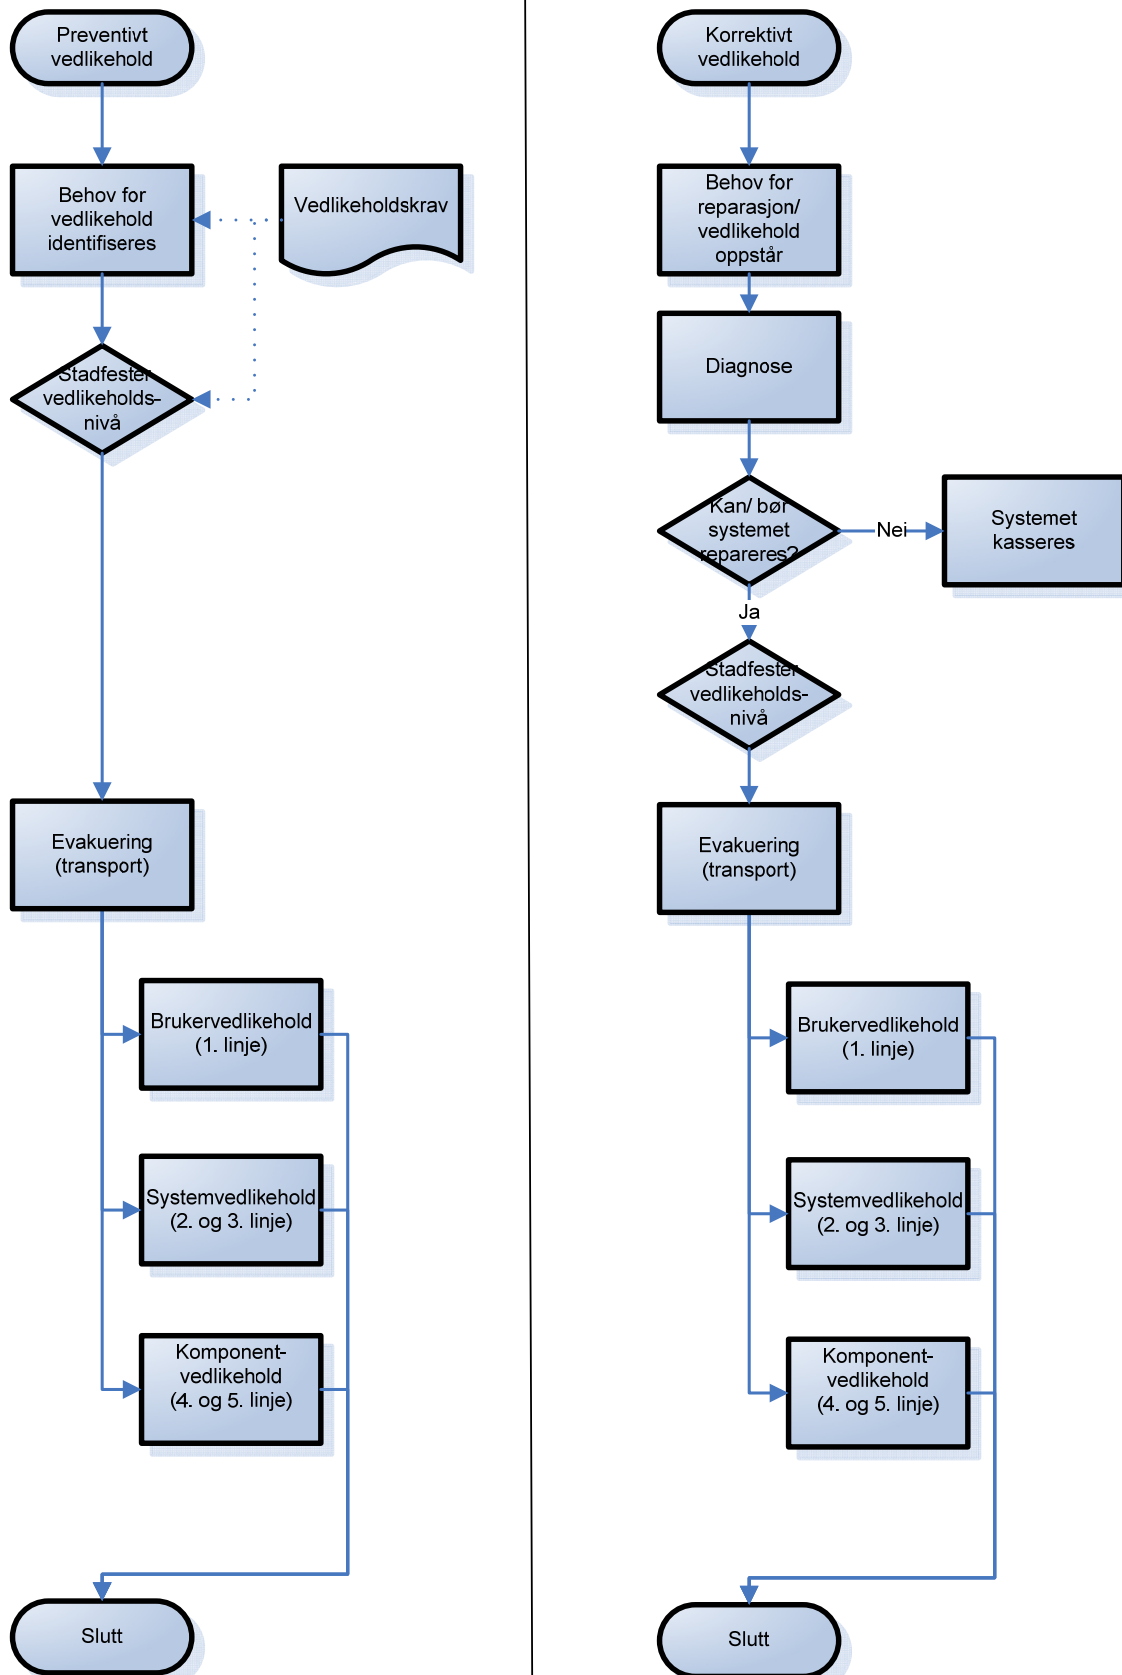 Preventivt
vedlikehold
Behov for
vedlikehold
identifiseres
Vedlikeholdskrav
Stadfester
vedlikeholds-
nivå
Evakuering
(transport)
Brukervedlikehold
(1. linje)
Systemvedlikehold
(2. og 3. linje)
Komponent-
vedlikehold
(4. og 5. linje)
Slutt
Korrektivt
vedlikehold
Behov for
reparasjon/
vedlikehold
oppstår
Diagnose
Kan/ bør
systemet
repareres?
Nei
Systemet
kasseres
Ja
Stadfester
vedlikeholds-
nivå
Evakuering
(transport)
Brukervedlikehold
(1. linje)
Systemvedlikehold
(2. og 3. linje)
Komponent-
vedlikehold
(4. og 5. linje)
Slutt